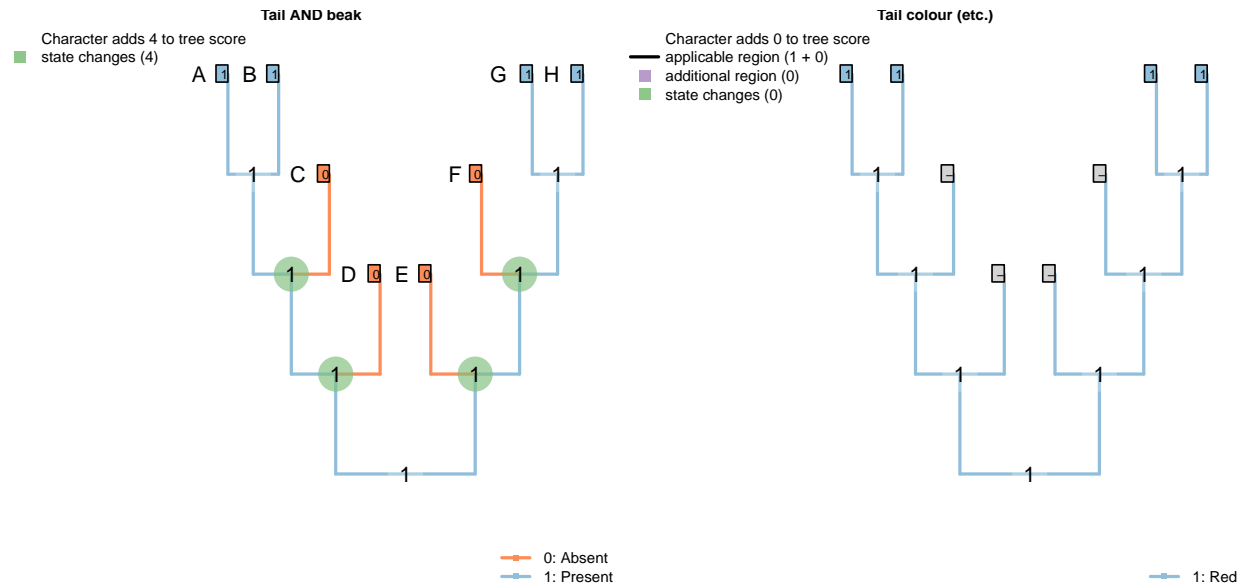 Tail AND beak
Character adds 4 to tree score
state changes (4)
A 1 B 1 G 1 H 1
1 C 0 F 0 1
1 D 0 E 0 1
1 1
1
0: Absent
1: Present
Tail colour (etc.)
Character adds 0 to tree score
applicable region (1 + 0)
additional region (0)
state changes (0)
1 1 1 1
1 – – 1
1 – – 1
1 1
1
1: Red